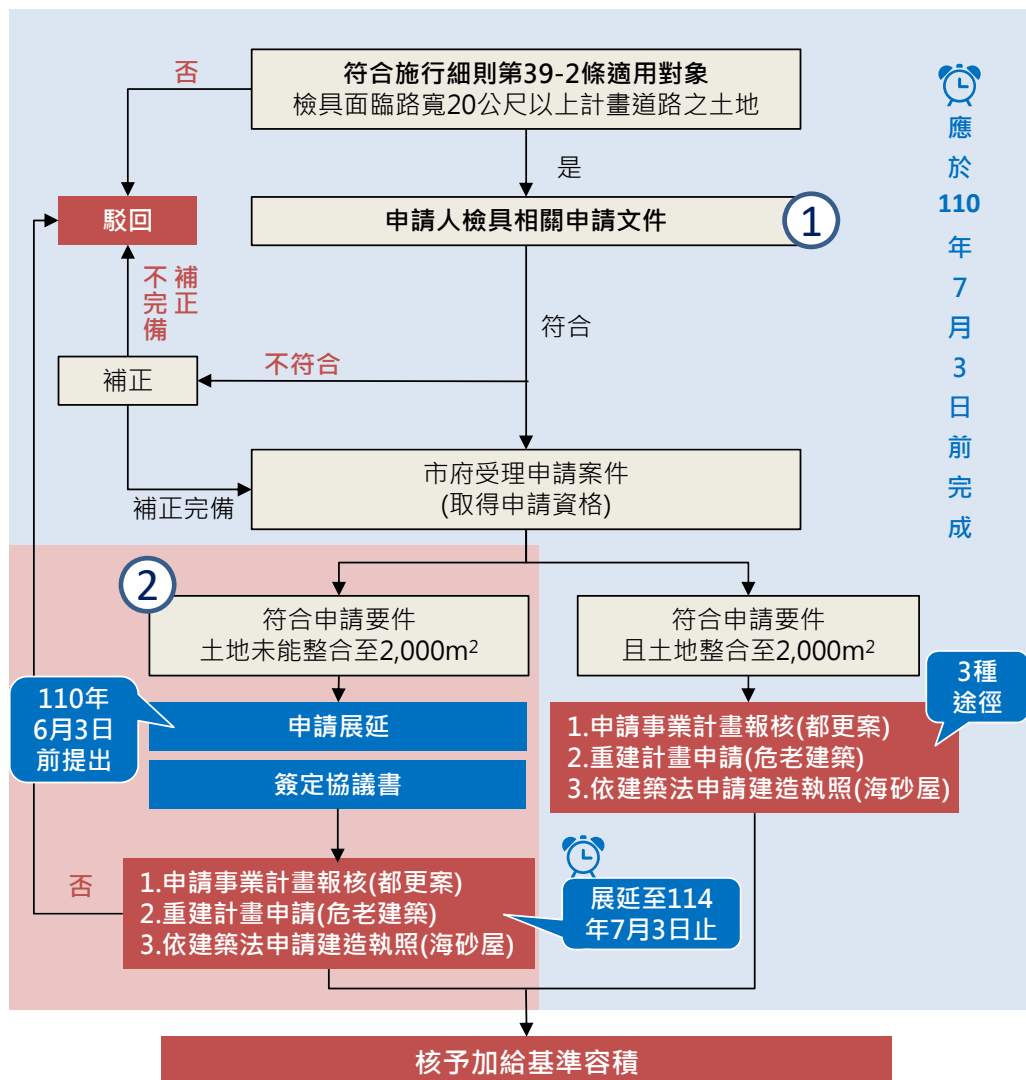 符合施行細則第39-2條適用對象
檢具面臨路寬20公尺以上計畫道路之土地
否
是
應於110年7月3日前完成
駁回
申請人檢具相關申請文件
1
補正
不完備
符合
不符合
補正
補正完備
市府受理申請案件
(取得申請資格)
2
符合申請要件
土地未能整合至2,000m²
符合申請要件
且土地整合至2,000m²
110年
6月3日
前提出
申請展延
簽定協議書
3種
途徑
1.申請事業計畫報核(都更案)
2.重建計畫申請(危老建築)
3.依建築法申請建造執照(海砂屋)
否
1.申請事業計畫報核(都更案)
2.重建計畫申請(危老建築)
3.依建築法申請建造執照(海砂屋)
展延至114
年7月3日止
核予加給基準容積